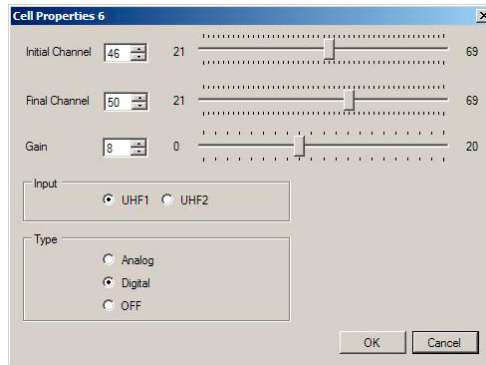 Cell Properties 6
Initial Channel 46 21 69
Final Channel 50 21 69
Gain 8 0 20
Input
UHF1 UHF2
Type
Analog
Digital
OFF
OK Cancel